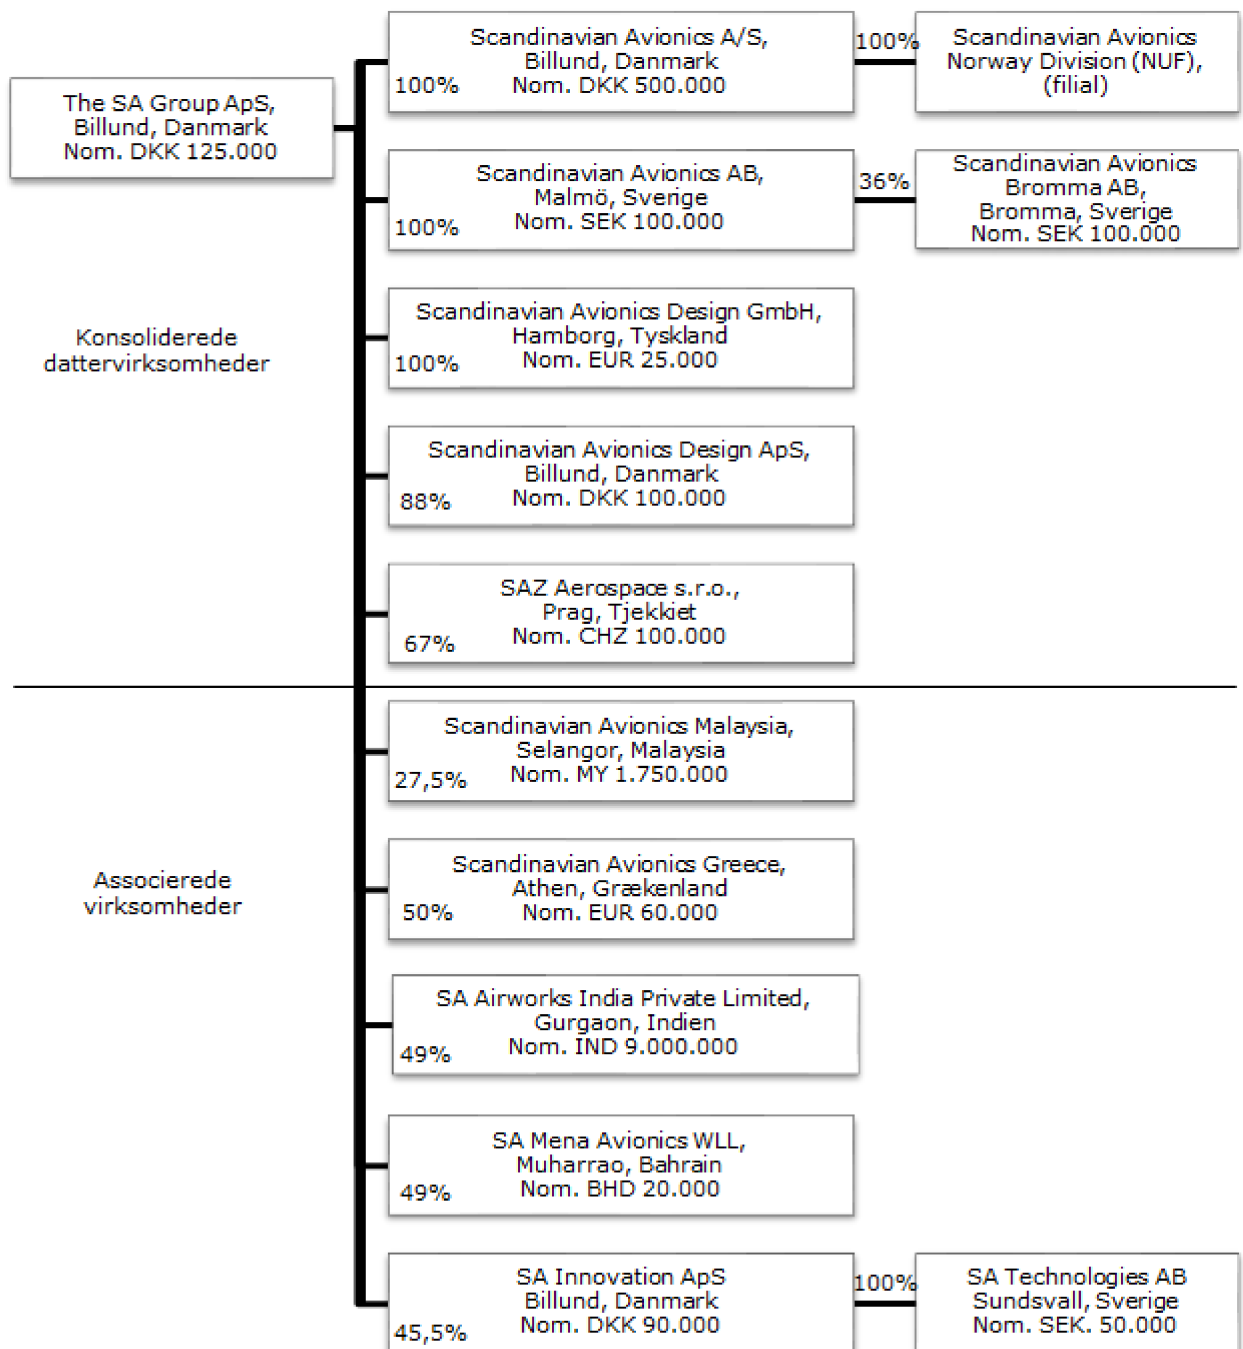 The SA Group ApS,
Billund, Danmark
Nom. DKK 125.000
Scandinavian Avionics A/S,
Billund, Danmark
Nom. DKK 500.000
100%
100%
Scandinavian Avionics
Norway Division (NUF),
(filial)
Scandinavian Avionics AB,
Malmö, Sverige
Nom. SEK 100.000
100%
36%
Scandinavian Avionics
Bromma AB,
Bromma, Sverige
Nom. SEK 100.000
Konsoliderede
dattervirksomheder
Scandinavian Avionics Design GmbH,
Hamborg, Tyskland
Nom. EUR 25.000
100%
Scandinavian Avionics Design ApS,
Billund, Danmark
Nom. DKK 100.000
88%
SAZ Aerospace s.r.o.,
Prag, Tjekkiet
Nom. CHZ 100.000
67%
Scandinavian Avionics Malaysia,
Selangor, Malaysia
Nom. MY 1.750.000
27,5%
Associerede
virksomheder
Scandinavian Avionics Greece,
Athen, Grækenland
Nom. EUR 60.000
50%
SA Airworks India Private Limited,
Gurgaon, Indien
Nom. IND 9.000.000
49%
SA Mena Avionics WLL,
Muharrao, Bahrain
Nom. BHD 20.000
49%
SA Innovation ApS
Billund, Danmark
Nom. DKK 90.000
45,5%
100%
SA Technologies AB
Sundsvall, Sverige
Nom. SEK. 50.000